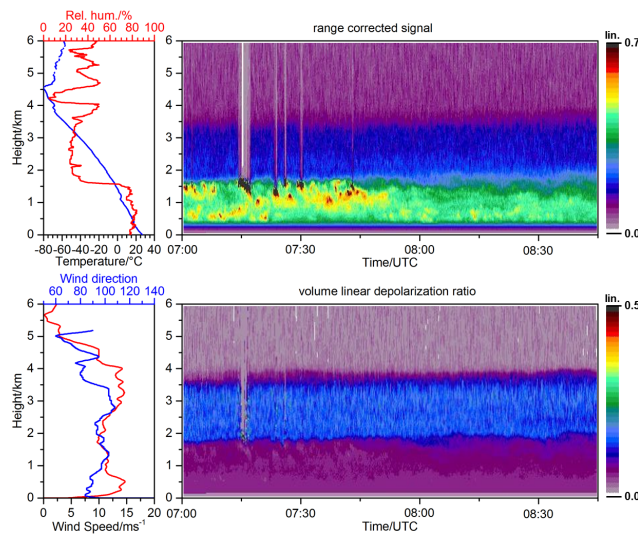 Rel. hum./%
0 20 40 60 80 100
range corrected signal
lin.
0.7
6
5
4
3
2
1
0
Height/km
-80 -60 -40 -20 0 20 40
Temperature/°C
6
5
4
3
2
1
0
07:00 07:30 08:00 08:30
Time/UTC
0.0
Wind direction
60 80 100 120 140
volume linear depolarization ratio
lin.
0.5
6
5
4
3
2
1
0
Height/km
0 5 10 15 20
Wind Speed/ms⁻¹
6
5
4
3
2
1
0
07:00 07:30 08:00 08:30
Time/UTC
0.0